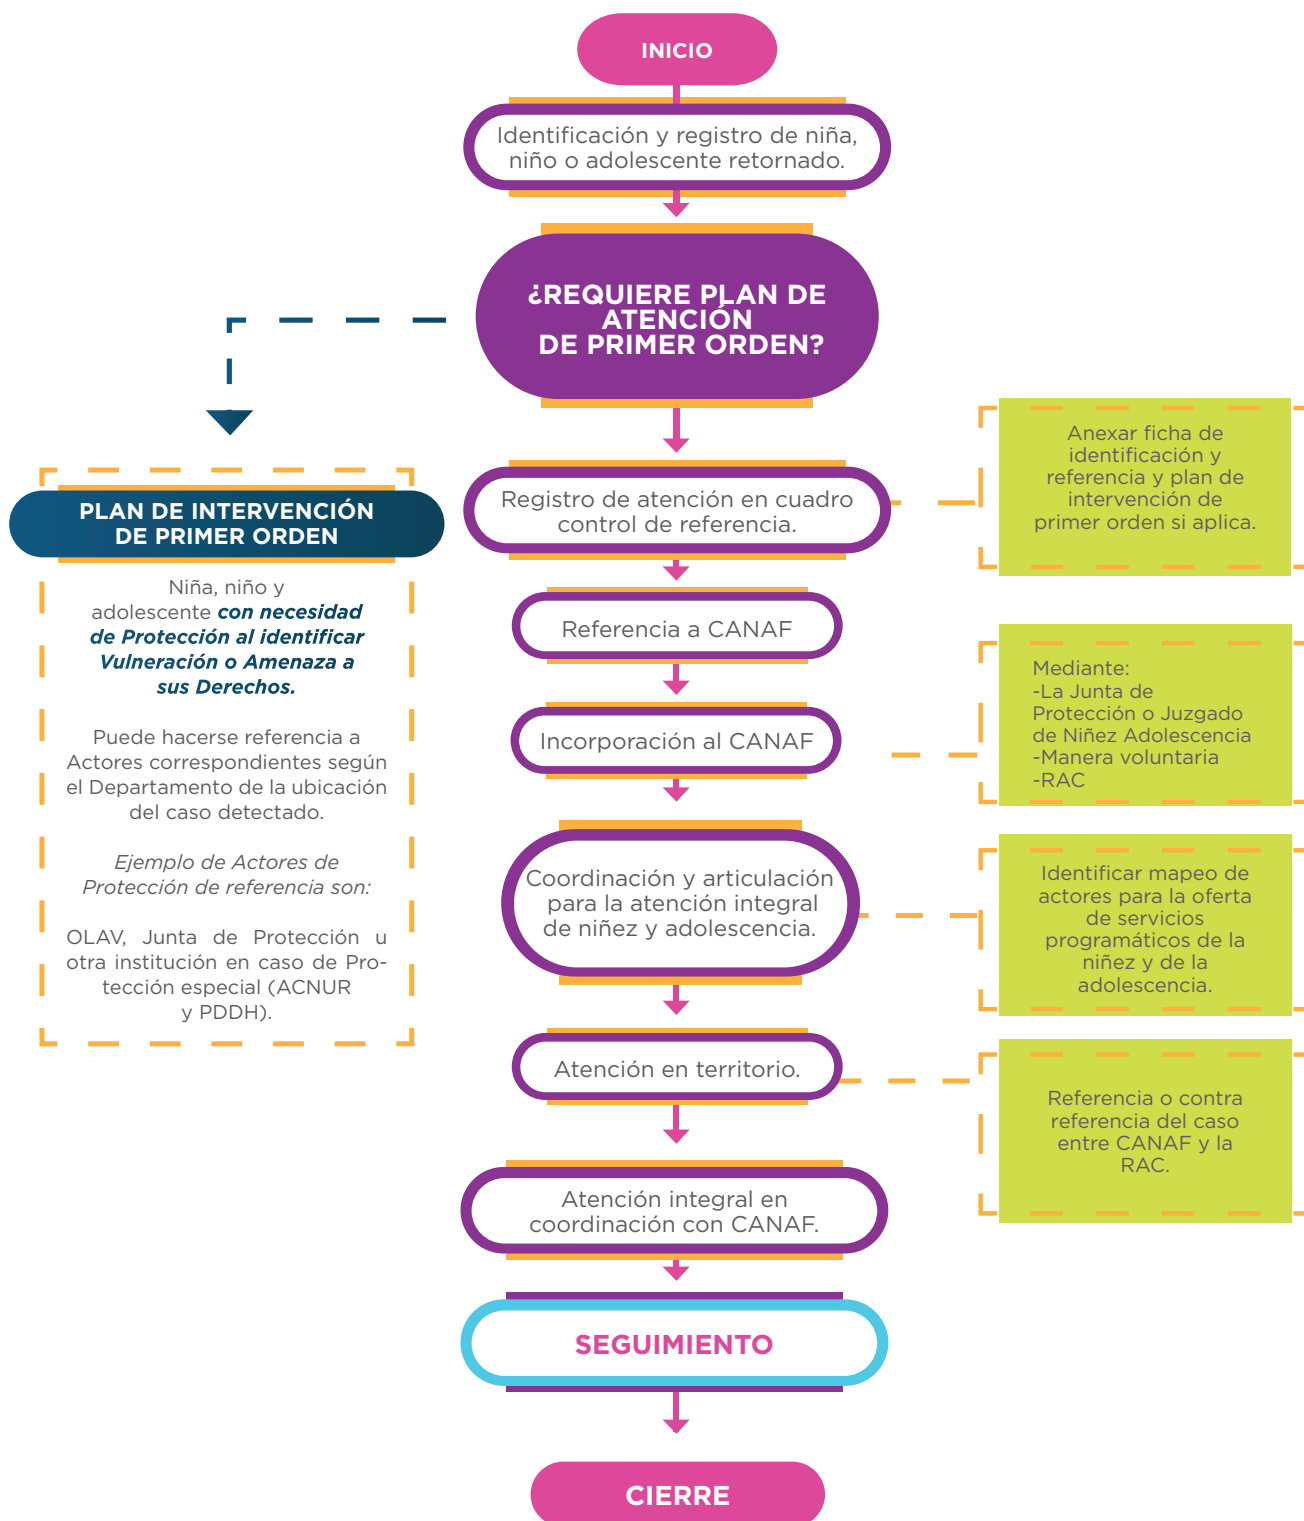 INICIO
Identificación y registro de niña,
niño o adolescente retornado.
¿REQUIERE PLAN DE
ATENCIÓN
DE PRIMER ORDEN?
PLAN DE INTERVENCIÓN
DE PRIMER ORDEN
Niña, niño y
adolescente con necesidad
de Protección al identificar
Vulneración o Amenaza a
sus Derechos.
Puede hacerse referencia a
Actores correspondientes según
el Departamento de la ubicación
del caso detectado.
Ejemplo de Actores de
Protección de referencia son:
OLAV, Junta de Protección u
otra institución en caso de Pro-
tección especial (ACNUR
y PDDH).
Registro de atención en cuadro
control de referencia.
Anexar ficha de
identificación y
referencia y plan de
intervención de
primer orden si aplica.
Referencia a CANAF
Incorporación al CANAF
Mediante:
-La Junta de
Protección o Juzgado
de Niñez Adolescencia
-Manera voluntaria
-RAC
Coordinación y articulación
para la atención integral
de niñez y adolescencia.
Identificar mapeo de
actores para la oferta
de servicios
programáticos de la
niñez y de la
adolescencia.
Atención en territorio.
Referencia o contra
referencia del caso
entre CANAF y la
RAC.
Atención integral en
coordinación con CANAF.
SEGUIMIENTO
CIERRE